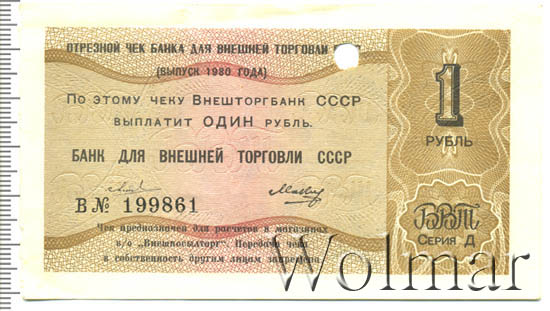 ОТРЕЗНОЙ ЧЕК БАНКА ДЛЯ ВНЕШНЕЙ ТОРГОВЛИ
(ВЫПУСК 1980 ГОДА)
ПО ЭТОМУ ЧЕКУ ВНЕШТОРГБАНК СССР
ВЫПЛАТИТ ОДИН РУБЛЬ.
БАНК ДЛЯ ВНЕШНЕЙ ТОРГОВЛИ СССР
В № 199861
Чек предназначен для расчетов в магазинах
в/о „Внешпосылторг". Передача чека
в собственность другим лицам запрещена
1
РУБЛЬ
ВВТ
СЕРИЯ Д
Wolmar